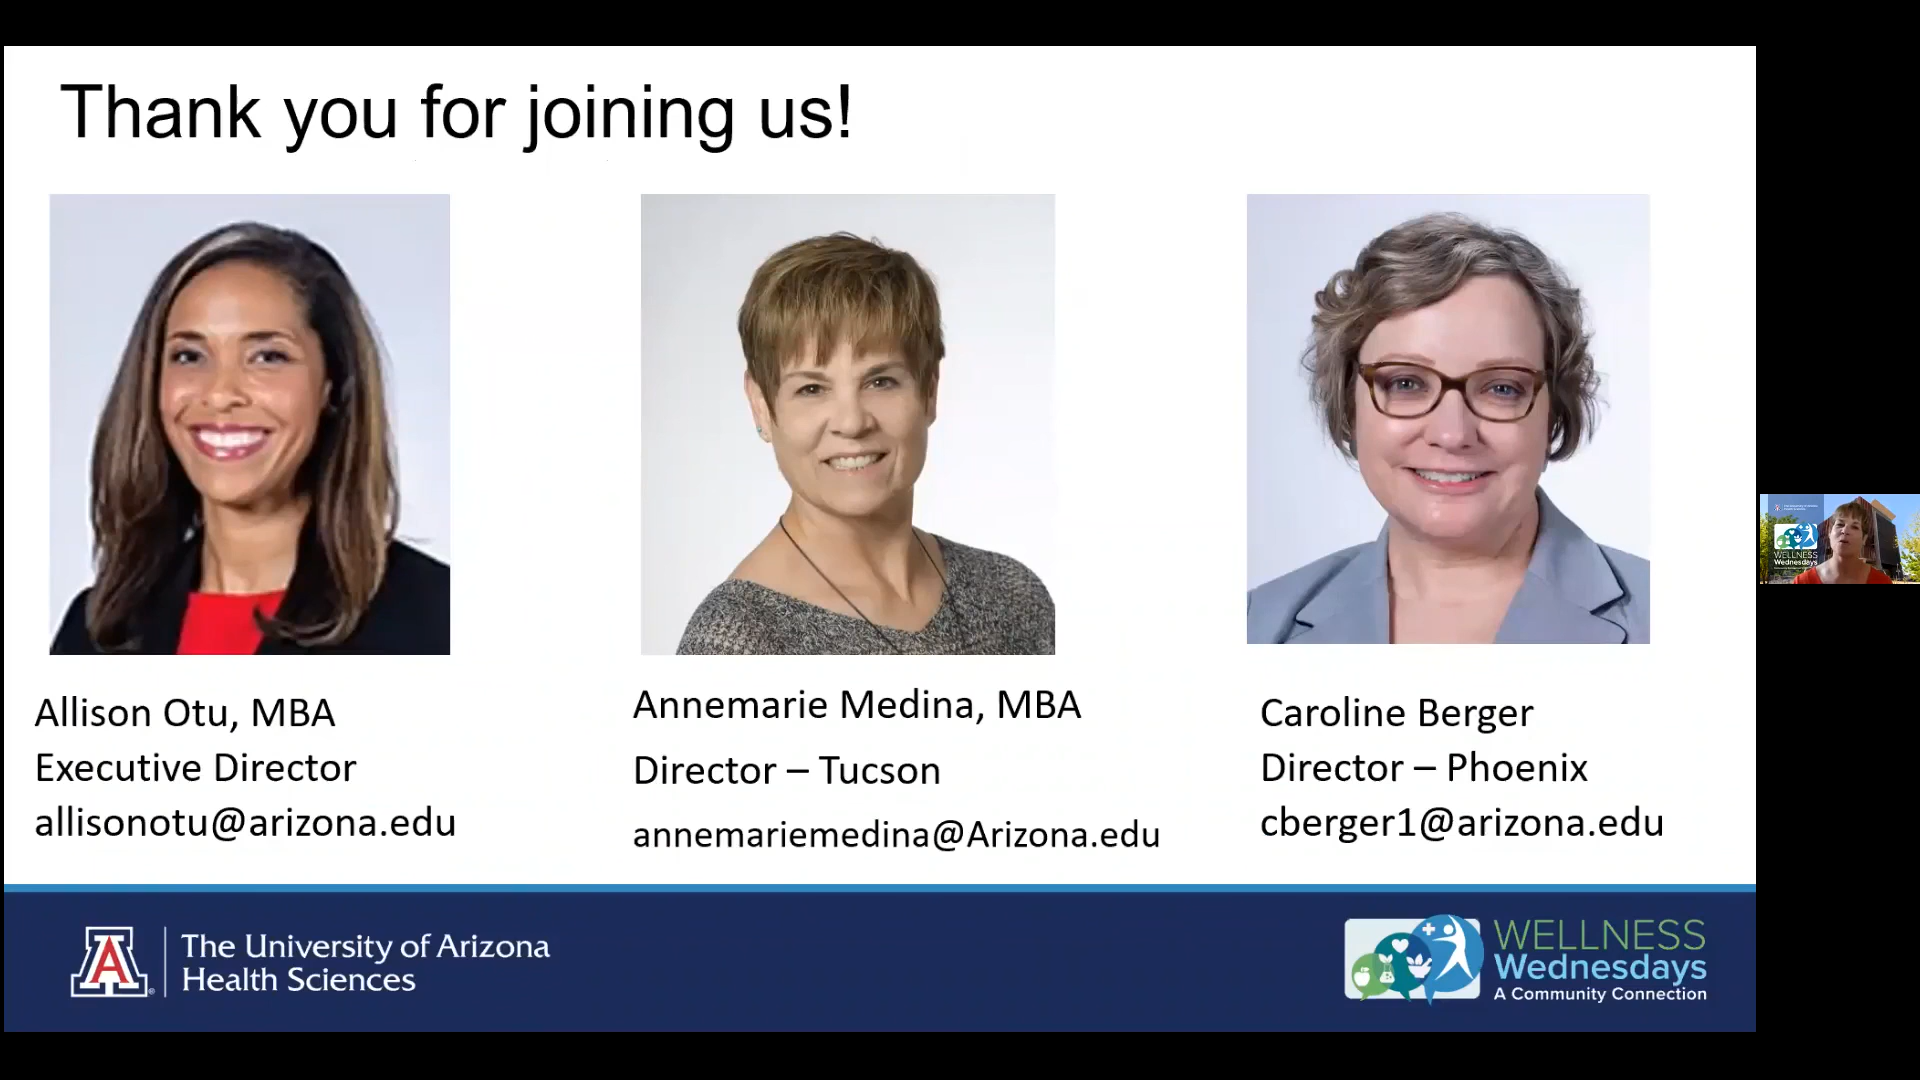 Thank you for joining us!
Allison Otu, MBA
Executive Director
allisonotu@arizona.edu
Annemarie Medina, MBA
Director – Tucson
annemariemedina@Arizona.edu
Caroline Berger
Director – Phoenix
cberger1@arizona.edu
A
The University of Arizona
Health Sciences
WELLNESS
Wednesdays
A Community Connection
WELLNESS
Wednesdays